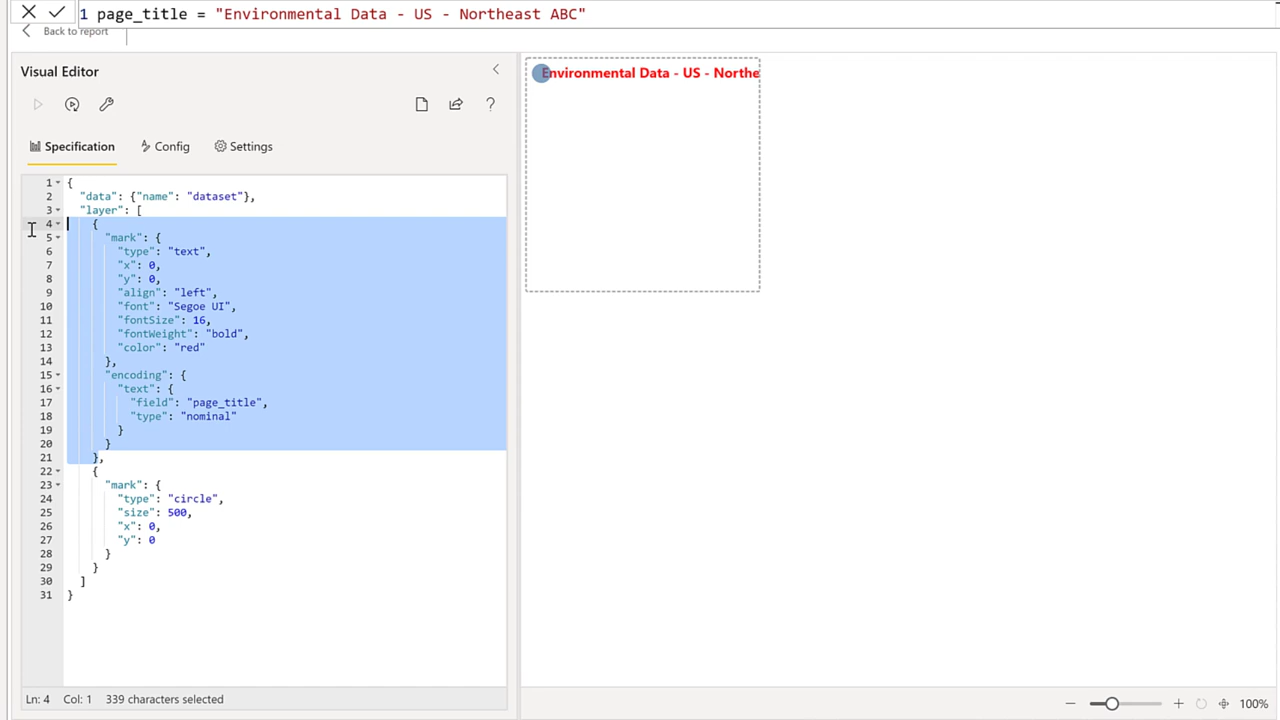 1 page_title = "Environmental Data - US - Northeast ABC"
Back to report
Visual Editor
Specification Config Settings
1 {
2 "data": {"name": "dataset"},
3 "layer": [
4 {
5 "mark": {
6 "type": "text",
7 "x": 0,
8 "y": 0,
9 "align": "left",
10 "font": "Segoe UI",
11 "fontSize": 16,
12 "fontWeight": "bold",
13 "color": "red"
14 },
15 "encoding": {
16 "text": {
17 "field": "page_title",
18 "type": "nominal"
19 }
20 }
21 },
22 {
23 "mark": {
24 "type": "circle",
25 "size": 500,
26 "x": 0,
27 "y": 0
28 }
29 }
30 ]
31 }
Ln: 4 Col: 1 339 characters selected
Environmental Data - US - Northe
100%